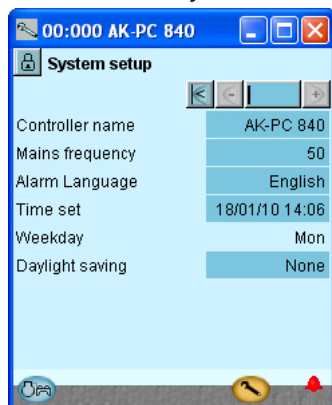 00:000 AK-PC 840
System setup
Controller name AK-PC 840
Mains frequency 50
Alarm Language English
Time set 18/01/10 14:06
Weekday Mon
Daylight saving None